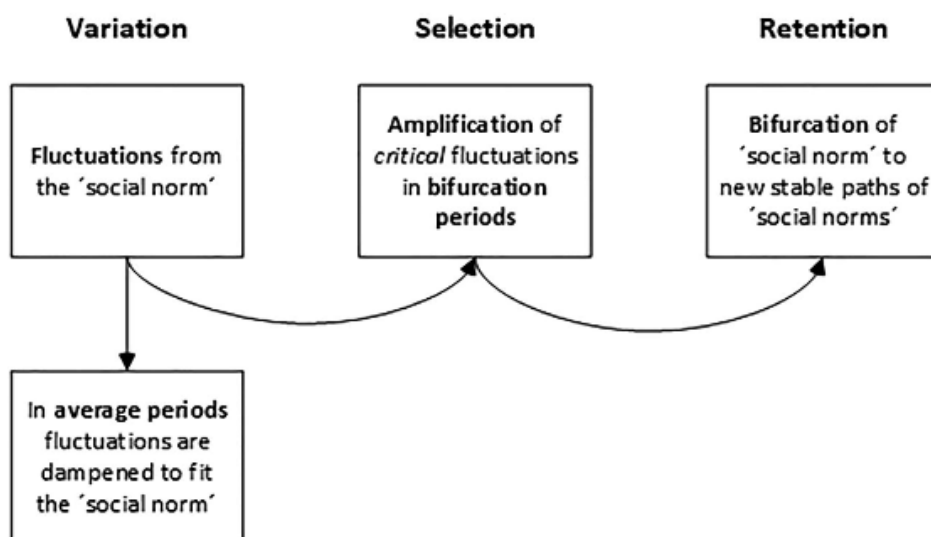 Variation
Selection
Retention
Fluctuations from
the ´social norm´
Amplification of
critical fluctuations
in bifurcation
periods
Bifurcation of
´social norm´ to
new stable paths of
´social norms´
In average periods
fluctuations are
dampened to fit
the ´social norm´